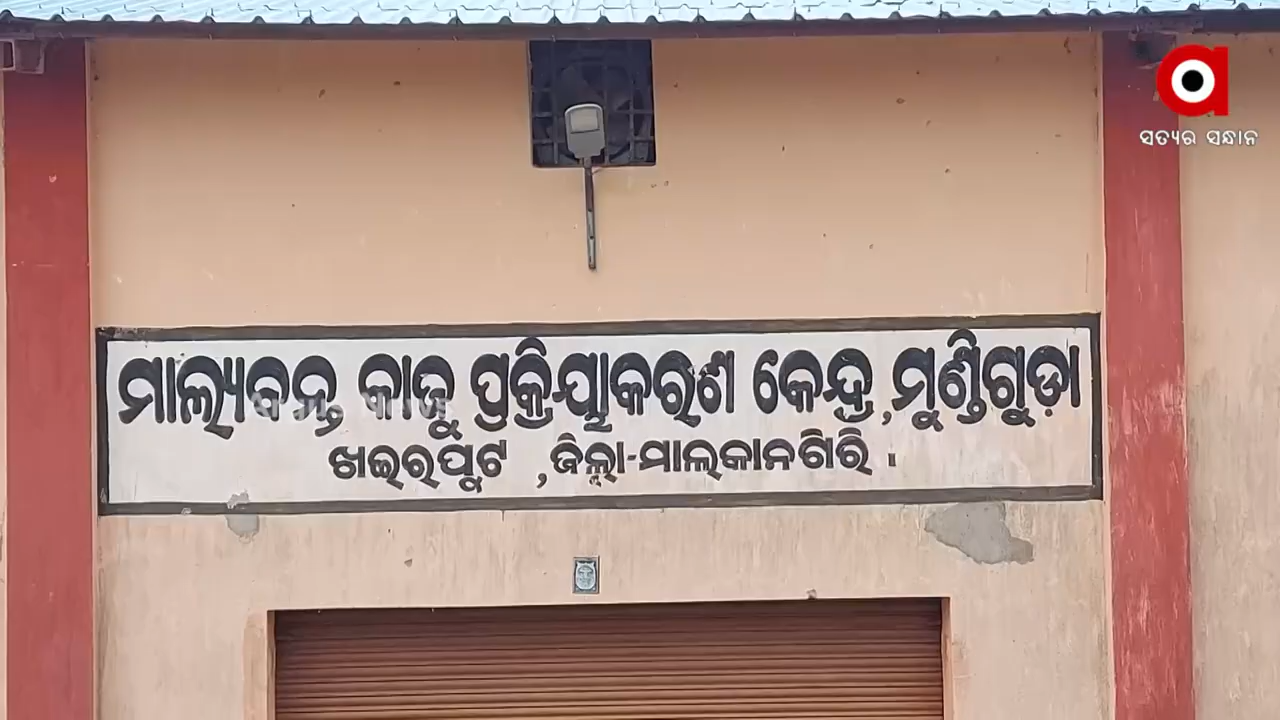 ସତ୍ୟର ସନ୍ଧାନ
ମାଲ୍ୟବନ୍ତ କାଜୁ ପ୍ରକ୍ରିୟାକରଣ କେନ୍ଦ୍ର,ମୁଣ୍ଡିଗୁଡ଼ା
ଖଇରପୁଟ ,ଜିଲ୍ଲା-ମାଲକାନଗିରି ।